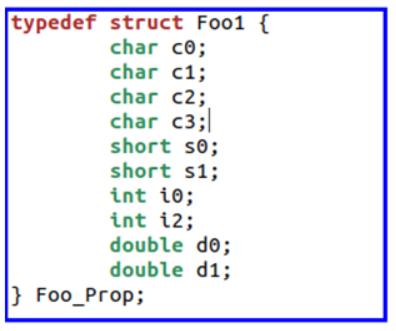 typedef struct Foo1 {
        char c0;
        char c1;
        char c2;
        char c3;
        short s0;
        short s1;
        int i0;
        int i2;
        double d0;
        double d1;
} Foo_Prop;